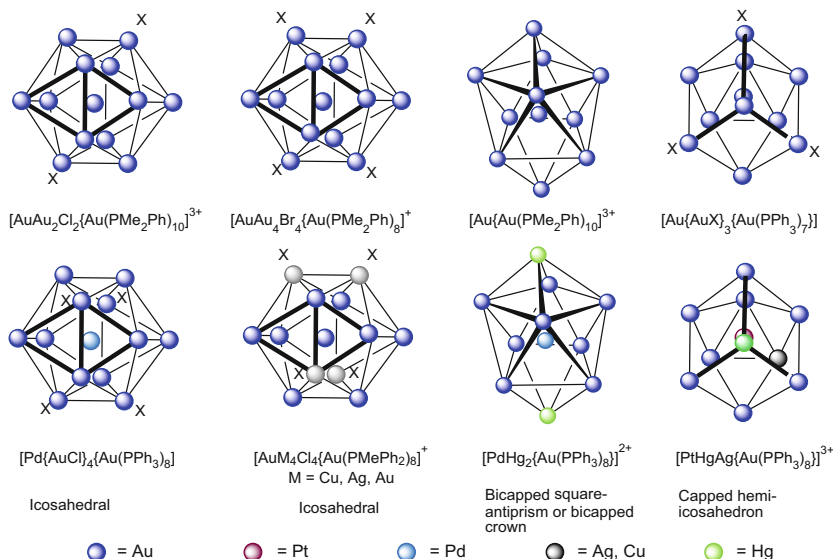 X X X
[AuAu₂Cl₂{Au(PMe₂Ph)₁₀]³⁺ [AuAu₄Br₄{Au(PMe₂Ph)₈]⁺ [Au{Au(PMe₂Ph)₁₀]³⁺ [Au{AuX}₃{Au(PPh₃)₇}]
X X X X X X
X X
X X X X
X X X X
[Pd{AuCl}₄{Au(PPh₃)₈] [AuM₄Cl₄{Au(PMePh₂)₈]⁺ [PdHg₂{Au(PPh₃)₈}]²⁺ [PtHgAg{Au(PPh₃)₈}]³⁺
M = Cu, Ag, Au
Icosahedral Icosahedral Bicapped square- Capped hemi-
antiprism or bicapped icosahedron
crown
= Au = Pt = Pd = Ag, Cu = Hg